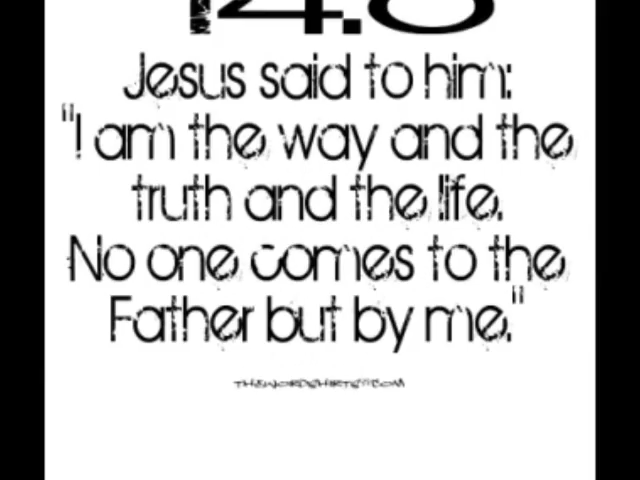 Jesus said to him:
"I am the way and the
truth and the life.
No one comes to the
Father but by me."